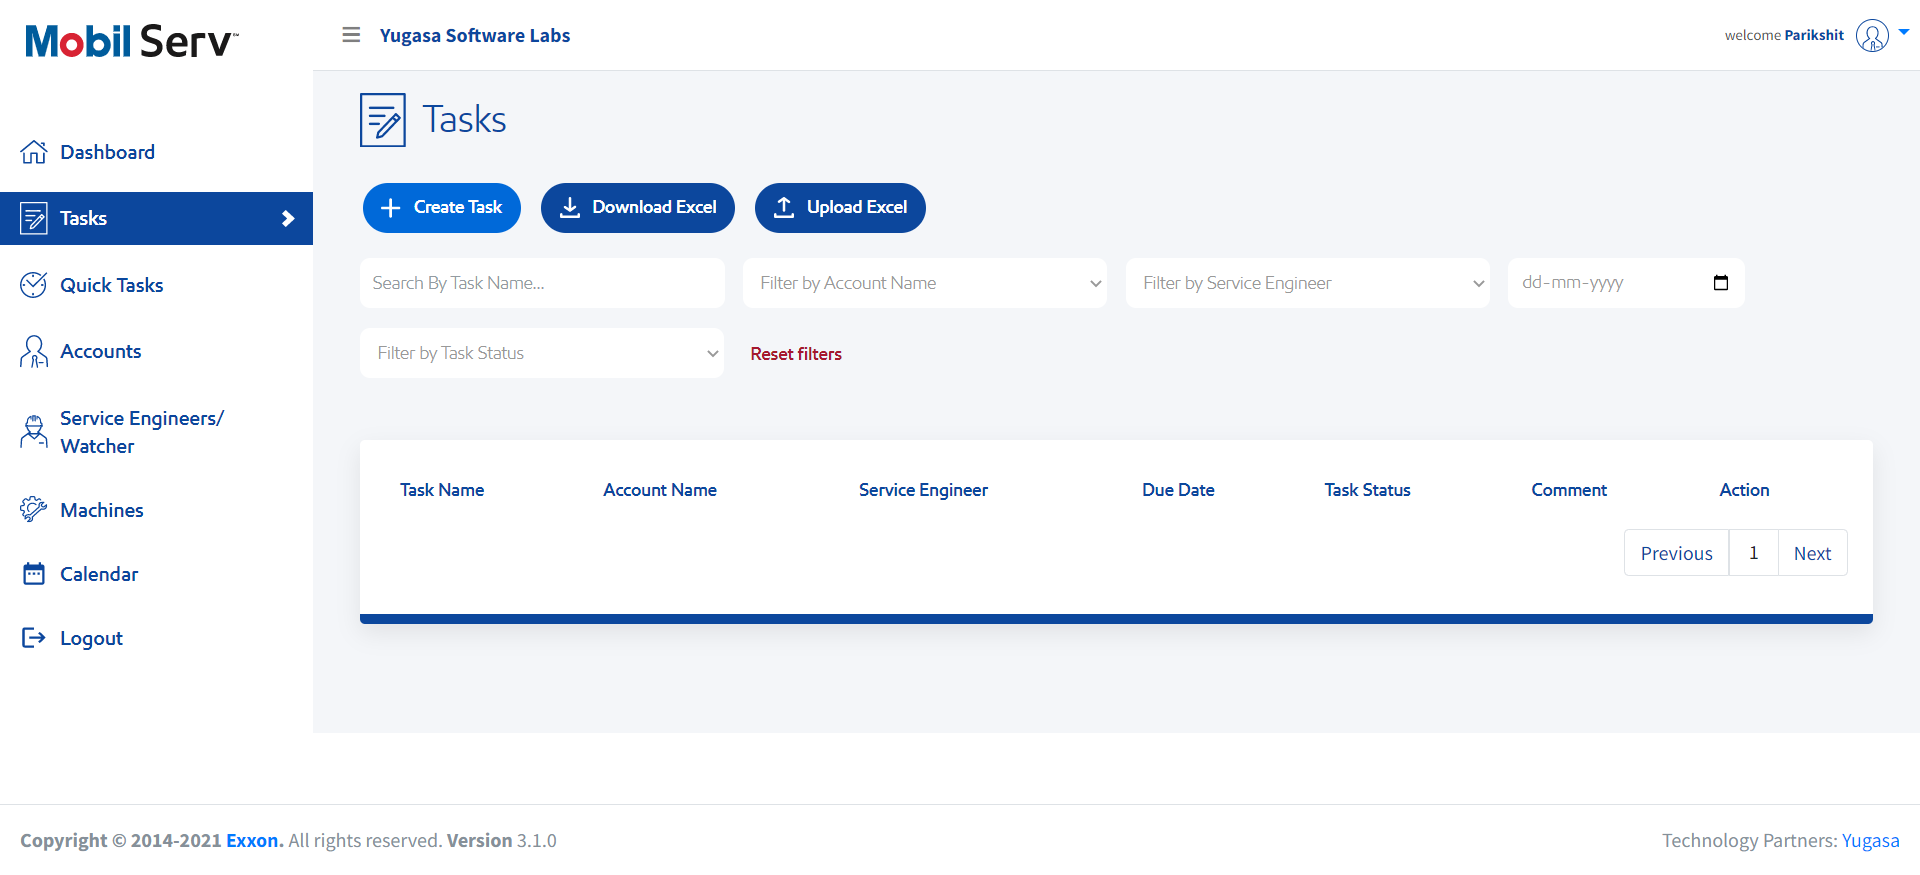 Mobil Serv™
Yugasa Software Labs
welcome Parikshit
Dashboard
Tasks
Quick Tasks
Accounts
Service Engineers/
Watcher
Machines
Calendar
Logout
Tasks
Create Task
Download Excel
Upload Excel
Search By Task Name...
Filter by Account Name
Filter by Service Engineer
dd-mm-yyyy
Filter by Task Status
Reset filters
Task Name Account Name Service Engineer Due Date Task Status Comment Action
Previous 1 Next
Copyright © 2014-2021 Exxon. All rights reserved. Version 3.1.0
Technology Partners: Yugasa